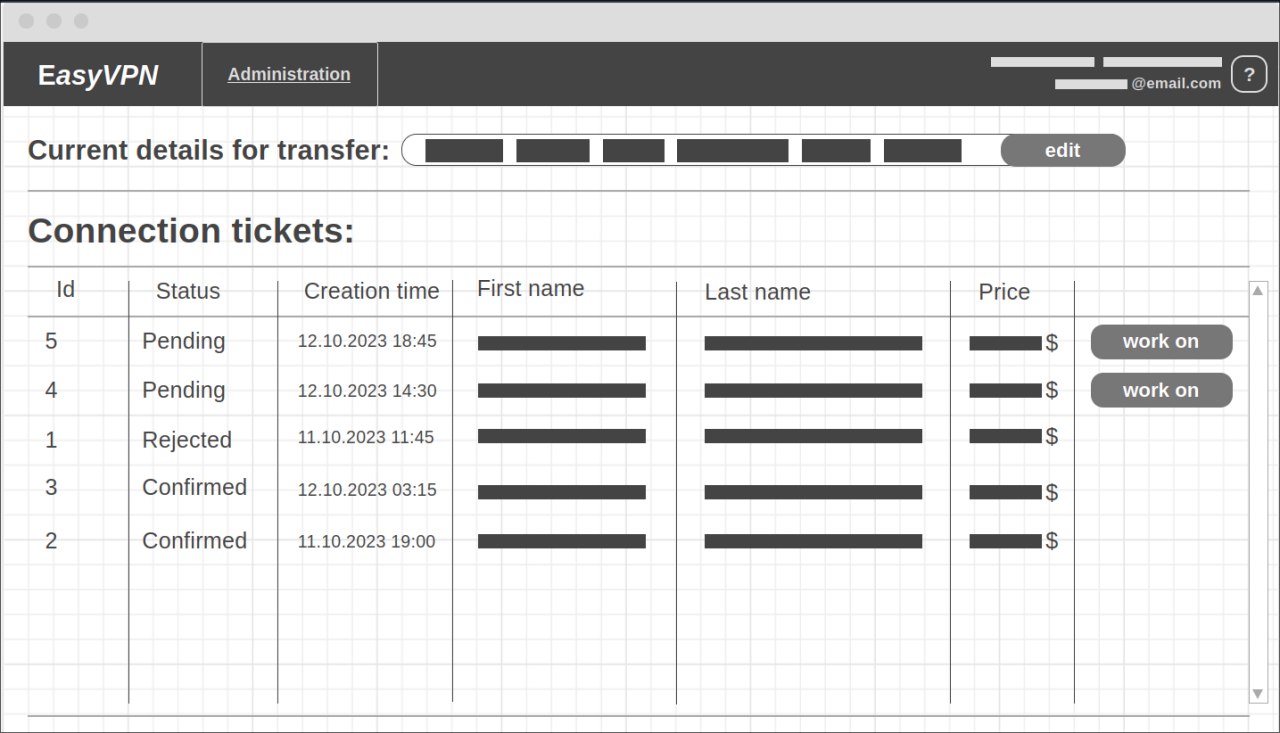 EasyVPN Administration
@email.com ?
Current details for transfer: edit
Connection tickets:
Id Status Creation time First name Last name Price
5 Pending 12.10.2023 18:45 $ work on
4 Pending 12.10.2023 14:30 $ work on
1 Rejected 11.10.2023 11:45 $
3 Confirmed 12.10.2023 03:15 $
2 Confirmed 11.10.2023 19:00 $